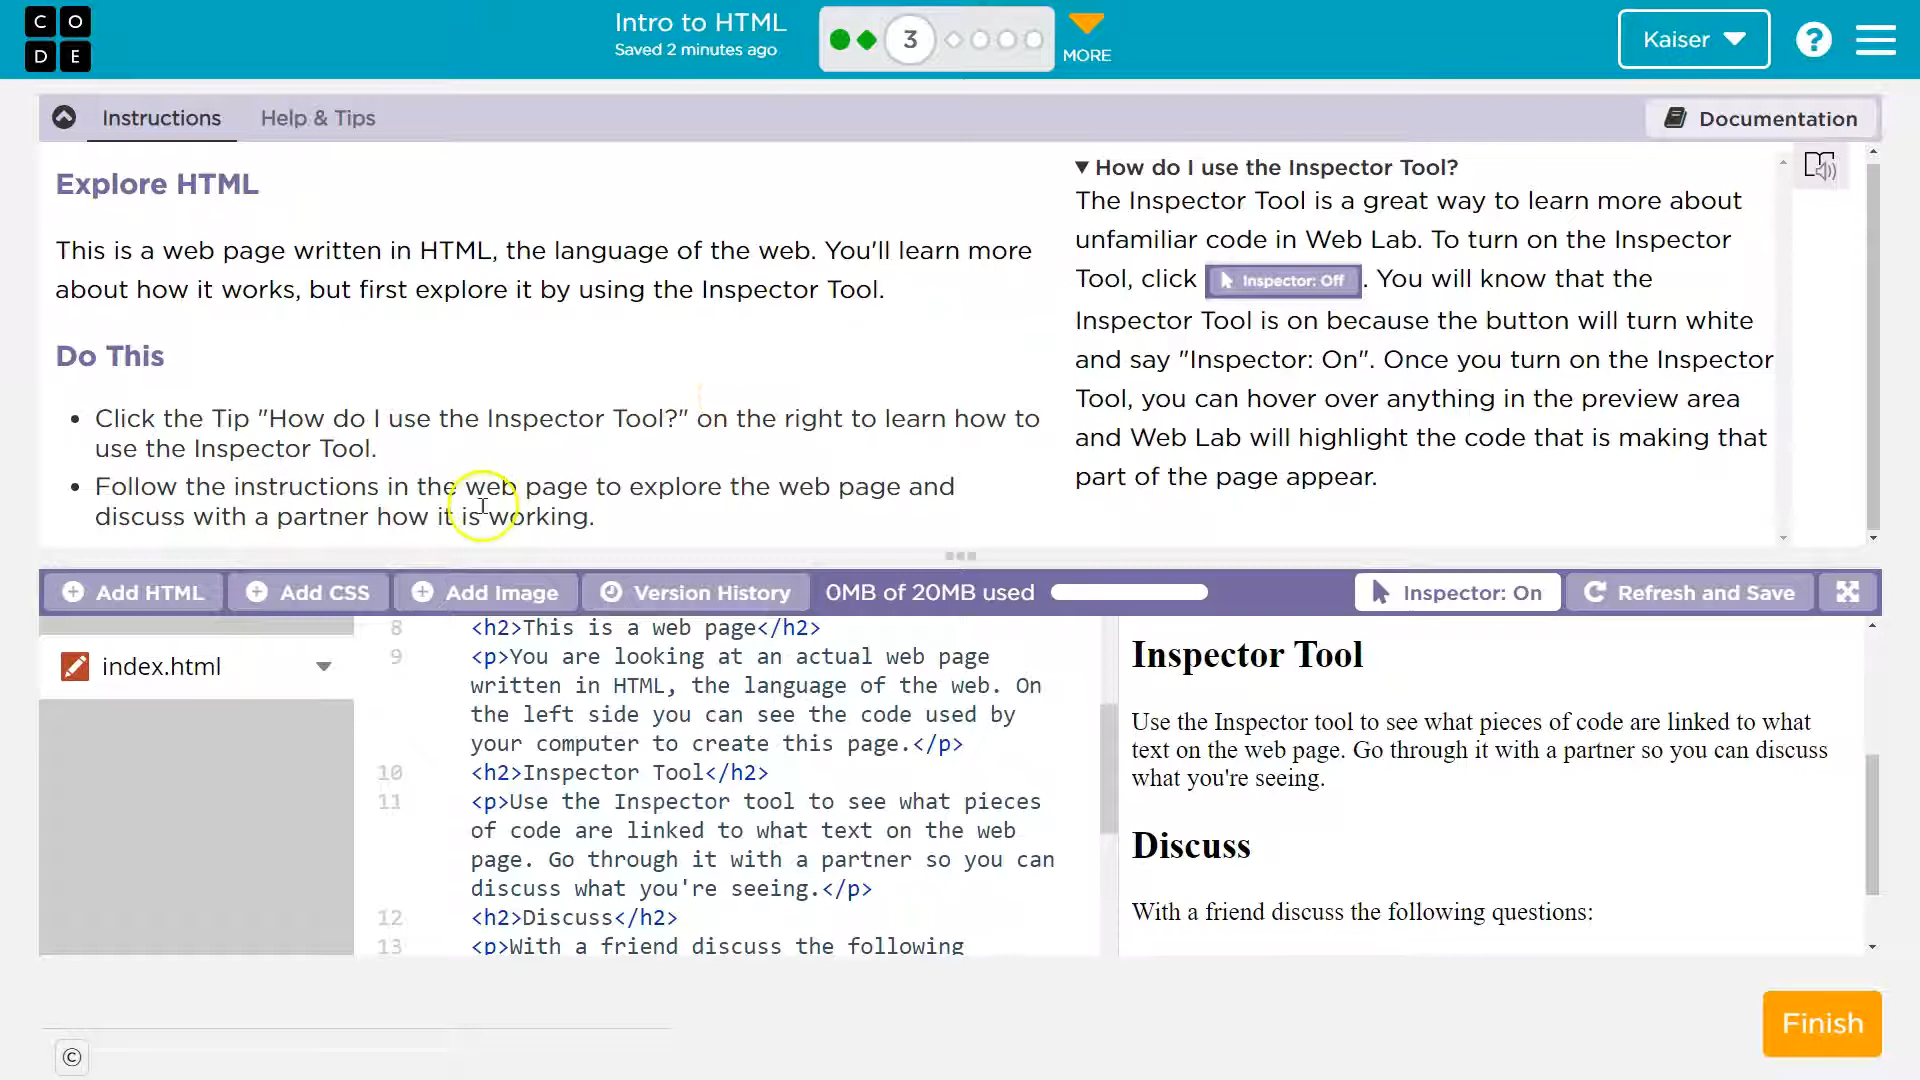 C O
D E
Intro to HTML
Saved 2 minutes ago
3
MORE
Kaiser
?
Instructions
Help & Tips
Documentation
Explore HTML
This is a web page written in HTML, the language of the web. You'll learn more
about how it works, but first explore it by using the Inspector Tool.
Do This
• Click the Tip "How do I use the Inspector Tool?" on the right to learn how to
use the Inspector Tool.
• Follow the instructions in the web page to explore the web page and
discuss with a partner how it is working.
▼ How do I use the Inspector Tool?
The Inspector Tool is a great way to learn more about
unfamiliar code in Web Lab. To turn on the Inspector
Tool, click Inspector: Off . You will know that the
Inspector Tool is on because the button will turn white
and say "Inspector: On". Once you turn on the Inspector
Tool, you can hover over anything in the preview area
and Web Lab will highlight the code that is making that
part of the page appear.
Add HTML
Add CSS
Add Image
Version History
0MB of 20MB used
Inspector: On
Refresh and Save
index.html
8 <h2>This is a web page</h2>
9 <p>You are looking at an actual web page
written in HTML, the language of the web. On
the left side you can see the code used by
your computer to create this page.</p>
10 <h2>Inspector Tool</h2>
11 <p>Use the Inspector tool to see what pieces
of code are linked to what text on the web
page. Go through it with a partner so you can
discuss what you're seeing.</p>
12 <h2>Discuss</h2>
13 <p>With a friend discuss the following
Inspector Tool
Use the Inspector tool to see what pieces of code are linked to what
text on the web page. Go through it with a partner so you can discuss
what you're seeing.
Discuss
With a friend discuss the following questions:
Finish
©